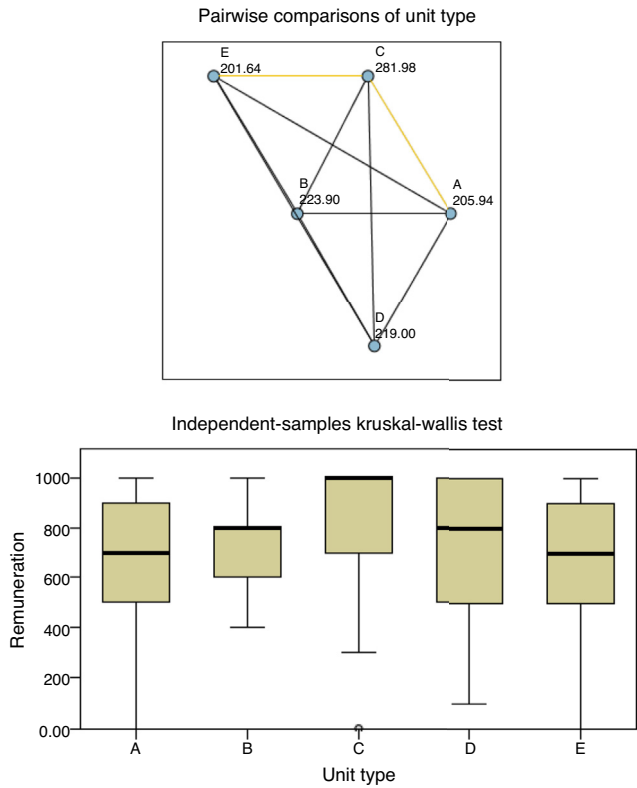 Pairwise comparisons of unit type
E
201.64
C
281.98
B
223.90
A
205.94
D
219.00
Independent-samples kruskal-wallis test
Remuneration
1000
800
600
400
200
0.00
A B C D E
Unit type